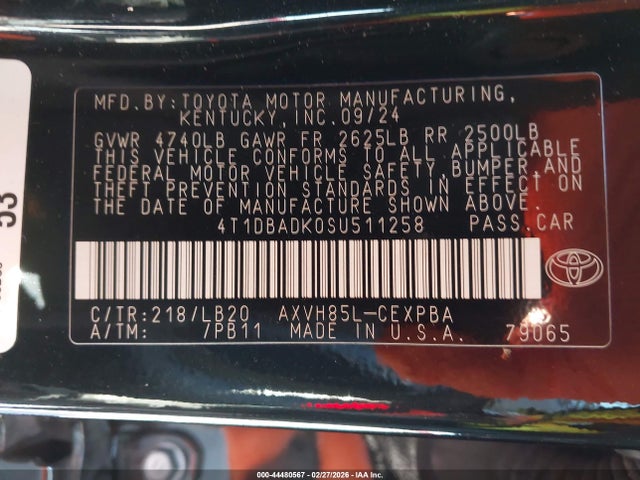 MFD.BY:TOYOTA MOTOR MANUFACTURING,
KENTUCKY,INC.09/24
GVWR 4740LB GAWR FR 2625LB RR 2500LB
THIS VEHICLE CONFORMS TO ALL APPLICABLE
FEDERAL MOTOR VEHICLE SAFETY,BUMPER,AND
THEFT PREVENTION STANDARDS IN EFFECT ON
THE DATE OF MANUFACTURE SHOWN ABOVE.
4T1DBADK0SU511258 PASS.CAR
C/TR:218/LB20 AXVH85L-CEXPBA
A/TM: /PB11 MADE IN U.S.A. 79065
53
000-44480567 - 02/27/2026 - IAA Inc.